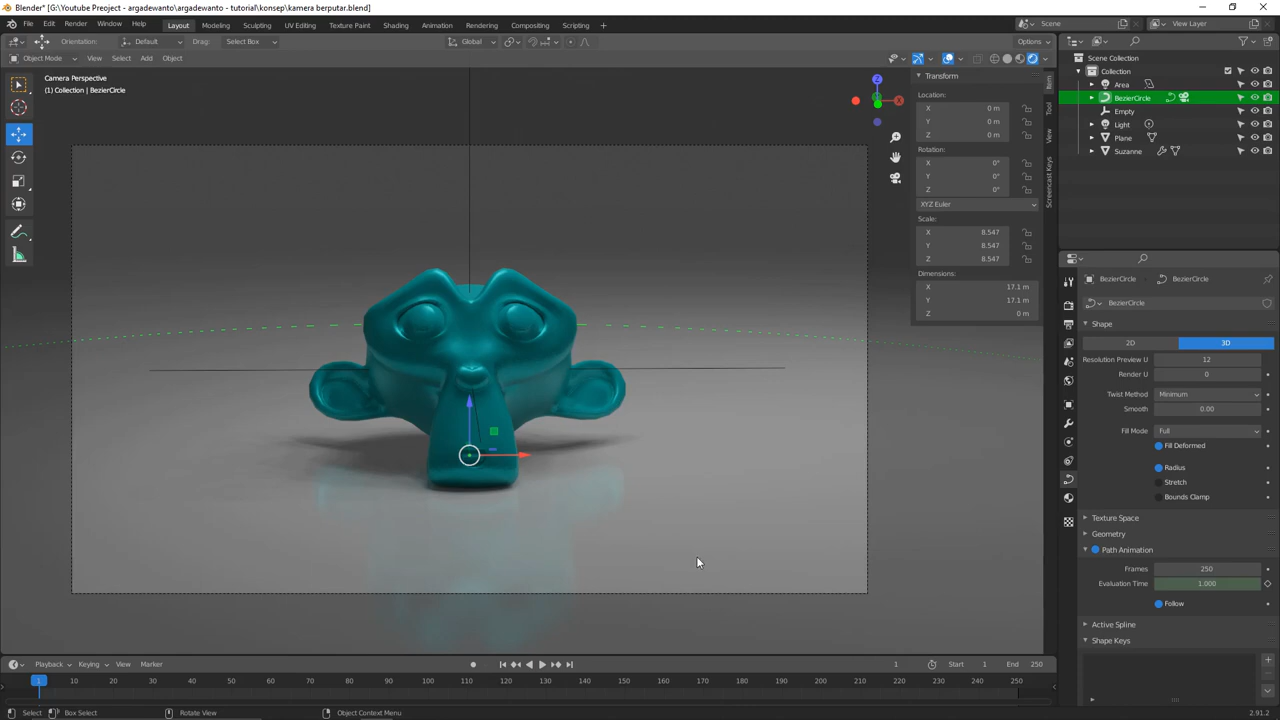 Blender* [G:\Youtube Preoject - argadewanto\argadewanto - tutorial\konsep\kamera berputar.blend]
File Edit Render Window Help Layout Modeling Sculpting UV Editing Texture Paint Shading Animation Rendering Compositing Scripting Scene View Layer
Orientation: Default Drag: Select Box Global Options
Object Mode View Select Add Object Scene Collection
Camera Perspective
(1) Collection | BezierCircle
Transform
Location:
X 0 m
Y 0 m
Z 0 m
Rotation:
X 0°
Y 0°
Z 0°
XYZ Euler
Scale:
X 8.547
Y 8.547
Z 8.547
Dimensions:
X 17.1 m
Y 17.1 m
Z 0 m
Item
Tool
View
Screencast Keys
Z
X
Collection
Area
BezierCircle
Empty
Light
Plane
Suzanne
BezierCircle BezierCircle
BezierCircle
Shape
2D 3D
Resolution Preview U 12
Render U 0
Twist Method Minimum
Smooth 0.00
Fill Mode Full
Fill Deformed
Radius
Stretch
Bounds Clamp
Texture Space
Geometry
Path Animation
Frames 250
Evaluation Time 1.000
Follow
Active Spline
Shape Keys
Playback Keying View Marker 1 Start 1 End 250
1 10 20 30 40 50 60 70 80 90 100 110 120 130 140 150 160 170 180 190 200 210 220 230 240 250
Select Box Select Rotate View Object Context Menu 2.91.2